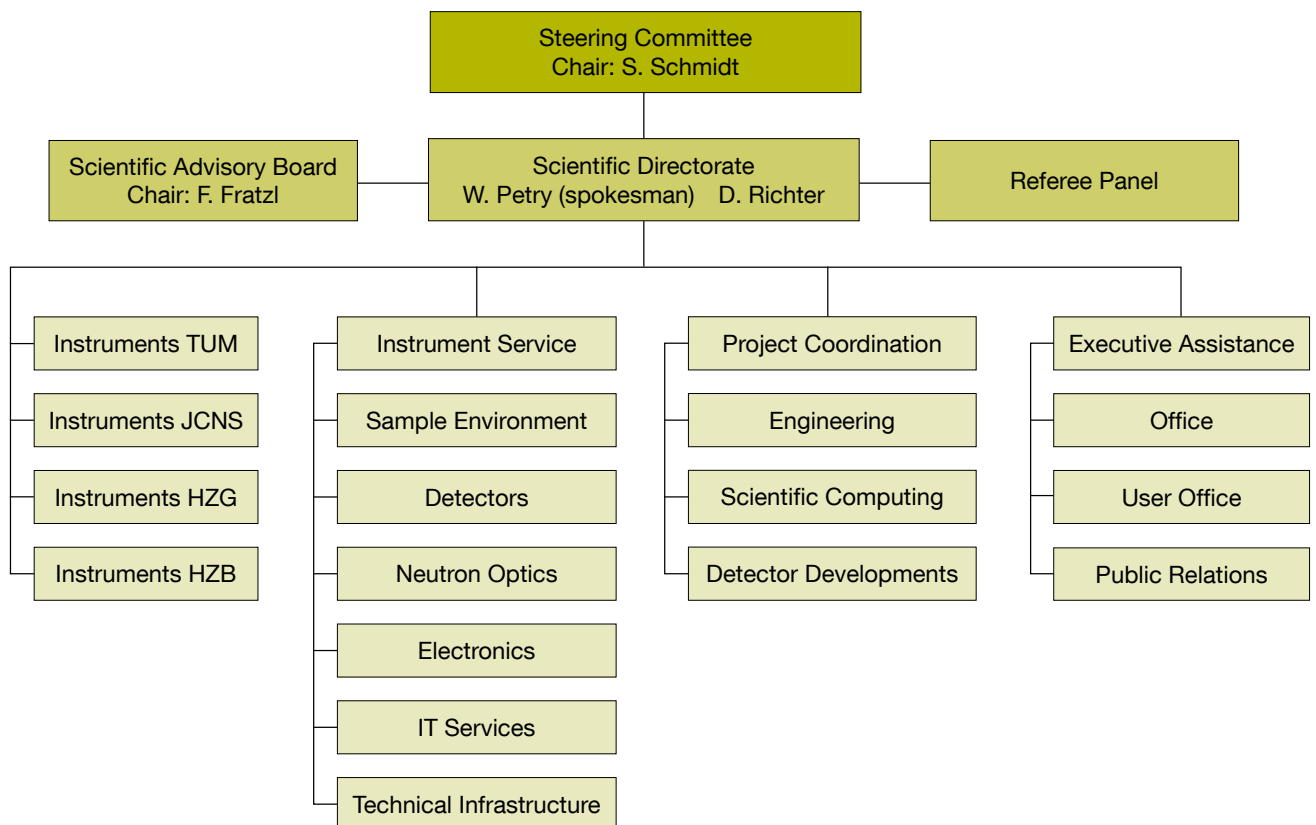 Steering Committee
Chair: S. Schmidt
Scientific Advisory Board
Chair: F. Fratzl
Scientific Directorate
W. Petry (spokesman) D. Richter
Referee Panel
Instruments TUM
Instruments JCNS
Instruments HZG
Instruments HZB
Instrument Service
Sample Environment
Detectors
Neutron Optics
Electronics
IT Services
Technical Infrastructure
Project Coordination
Engineering
Scientific Computing
Detector Developments
Executive Assistance
Office
User Office
Public Relations